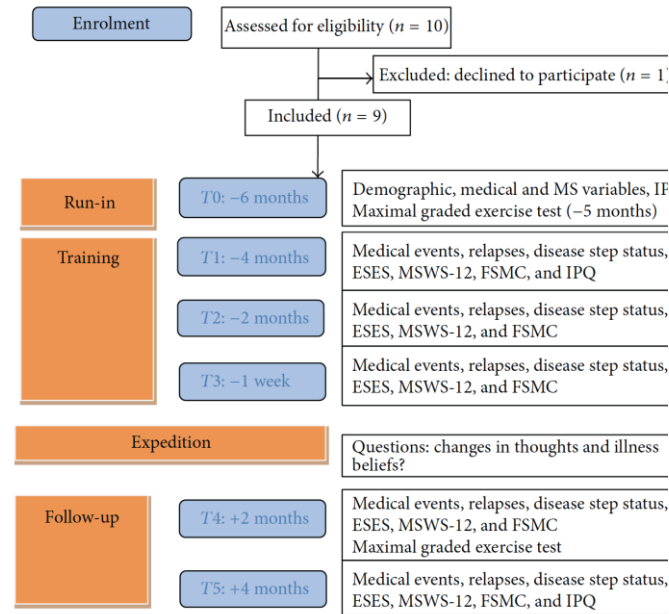 Enrolment
Assessed for eligibility (n = 10)
Excluded: declined to participate (n = 1)
Included (n = 9)
Run-in
T0: −6 months
Demographic, medical and MS variables,
Maximal graded exercise test (−5 months)
Training
T1: −4 months
Medical events, relapses, disease step status,
ESES, MSWS-12, FSMC, and IPQ
T2: −2 months
Medical events, relapses, disease step status,
ESES, MSWS-12, and FSMC
T3: −1 week
Medical events, relapses, disease step status,
ESES, MSWS-12, and FSMC
Expedition
Questions: changes in thoughts and illness
beliefs?
Follow-up
T4: +2 months
Medical events, relapses, disease step status,
ESES, MSWS-12, and FSMC
Maximal graded exercise test
T5: +4 months
Medical events, relapses, disease step status,
ESES, MSWS-12, FSMC, and IPQ